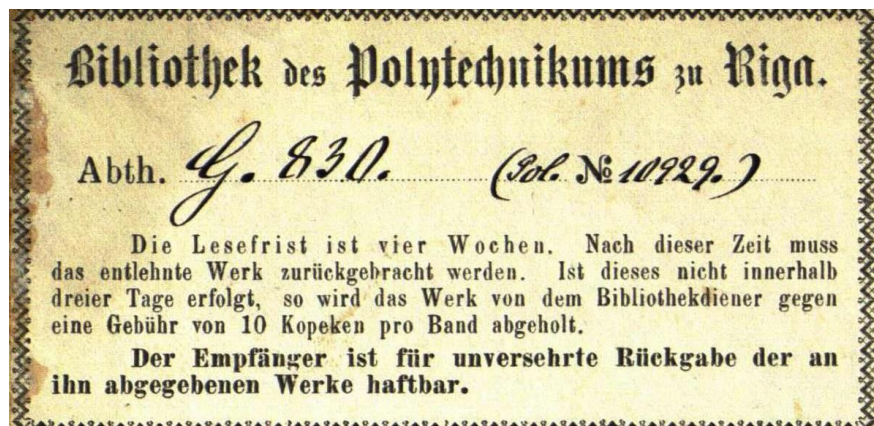 Bibliothek des Polytechnikums zu Riga.
Abth. G. 830. (Pol. № 10929.)
Die Lesefrist ist vier Wochen. Nach dieser Zeit muss
das entlehnte Werk zurückgebracht werden. Ist dieses nicht innerhalb
dreier Tage erfolgt, so wird das Werk von dem Bibliothekdiener gegen
eine Gebühr von 10 Kopeken pro Band abgeholt.
Der Empfänger ist für unversehrte Rückgabe der an
ihn abgegebenen Werke haftbar.